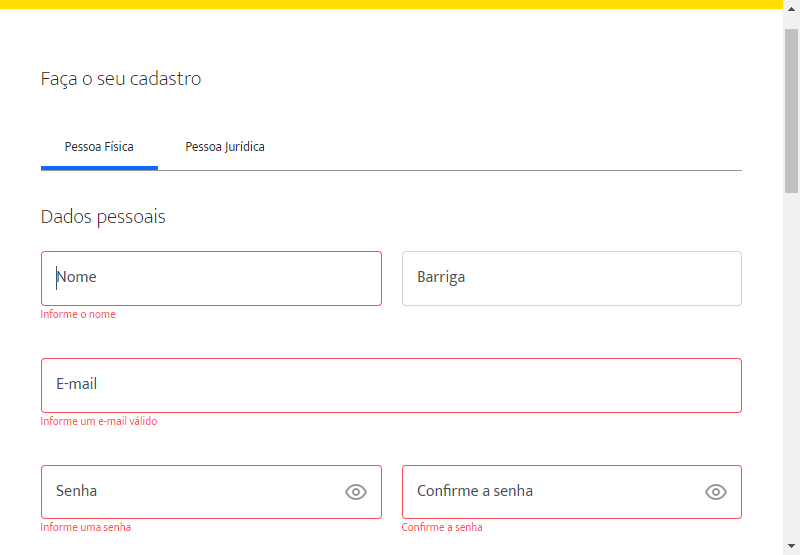 Faça o seu cadastro
Pessoa Física Pessoa Jurídica
Dados pessoais
Nome Barriga
Informe o nome
E-mail
Informe um e-mail válido
Senha Confirme a senha
Informe uma senha Confirme a senha